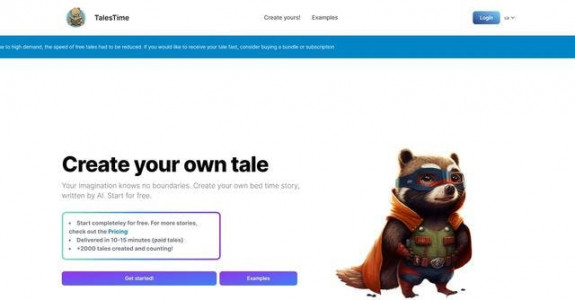 TalesTime
Create yours!
Examples
Login
se to high demand, the speed of free tales had to be reduced. If you would like to receive your tale fast, consider buying a bundle or subscription
Create your own tale
Your imagination knows no boundaries. Create your own bed time story,
written by AI. Start for free.
• Start completeley for free. For more stories,
check out the Pricing
• Delivered in 10-15 minutes (paid tales)
• +2000 tales created and counting!
Get started!
Examples